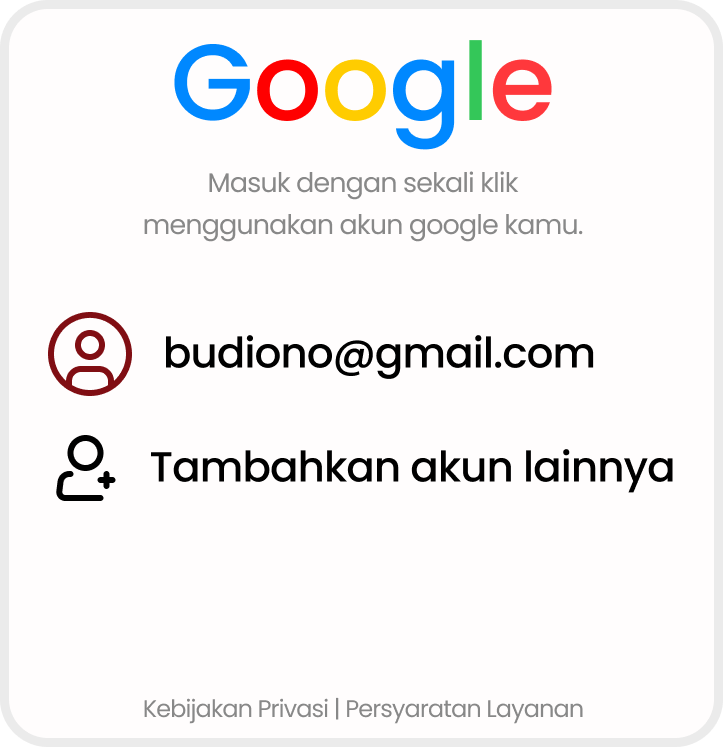 Google
Masuk dengan sekali klik
menggunakan akun google kamu.
budiono@gmail.com
Tambahkan akun lainnya
Kebijakan Privasi | Persyaratan Layanan